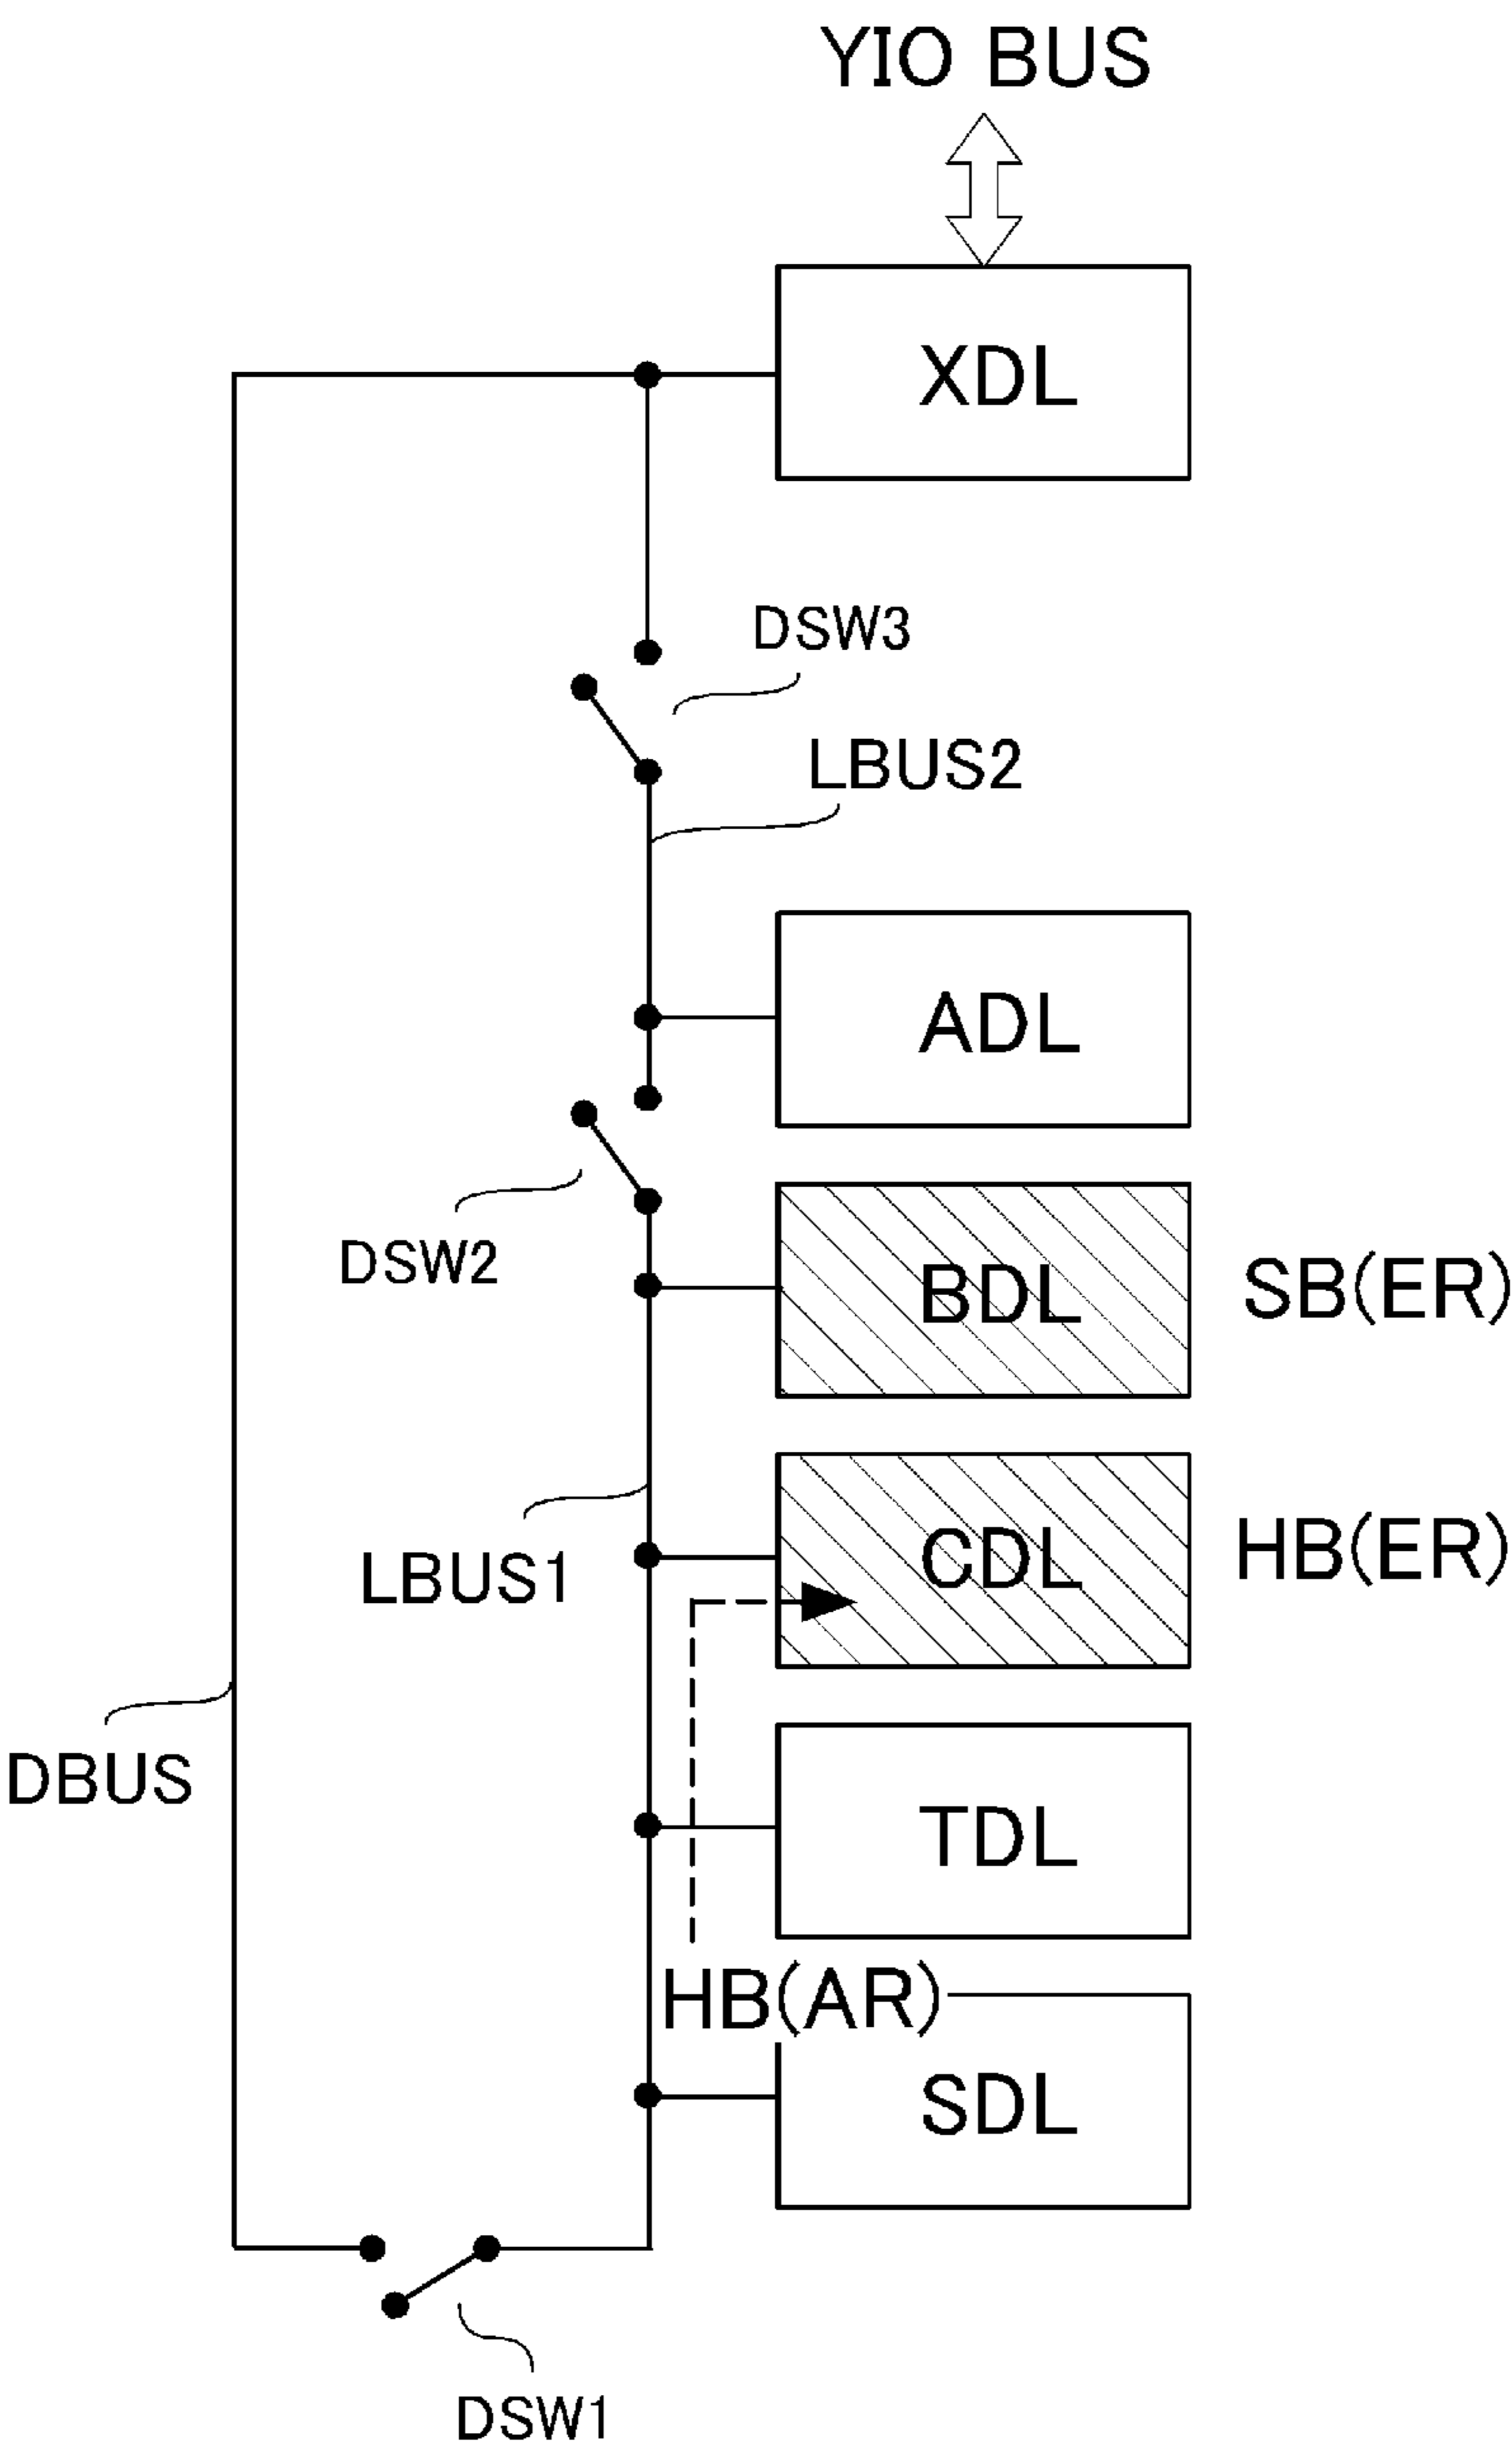 YIO BUS
XDL
DSW3
LBUS2
ADL
DSW2
BDL
SB(ER)
CDL
HB(ER)
LBUS1
DBUS
TDL
HB(AR)
SDL
DSW1